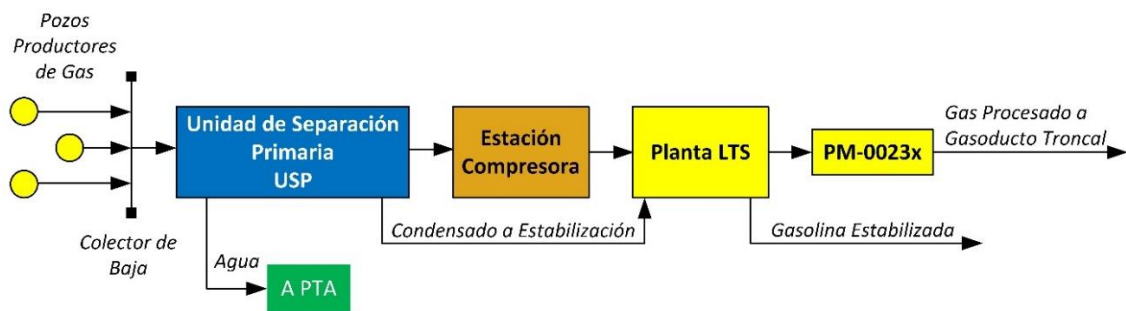 Pozos
Productores
de Gas
Colector de
Baja
Unidad de Separación
Primaria
USP
Agua
A PTA
Estación
Compresora
Condensado a Estabilización
Planta LTS
PM-0023x
Gas Procesado a
Gasoducto Troncal
Gasolina Estabilizada